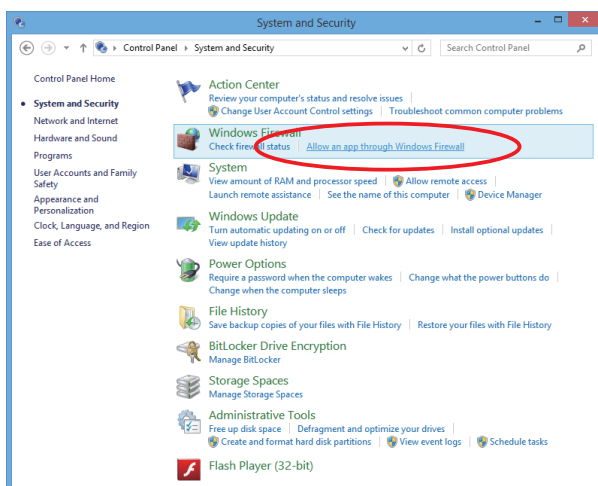 System and Security
Control Panel ▸ System and Security
Search Control Panel
Control Panel Home
System and Security
Network and Internet
Hardware and Sound
Programs
User Accounts and Family
Safety
Appearance and
Personalization
Clock, Language, and Region
Ease of Access
Action Center
Review your computer's status and resolve issues
Change User Account Control settings
Troubleshoot common computer problems
Windows Firewall
Check firewall status
Allow an app through Windows Firewall
System
View amount of RAM and processor speed
Allow remote access
Launch remote assistance
See the name of this computer
Device Manager
Windows Update
Turn automatic updating on or off
Check for updates
Install optional updates
View update history
Power Options
Require a password when the computer wakes
Change what the power buttons do
Change when the computer sleeps
File History
Save backup copies of your files with File History
Restore your files with File History
BitLocker Drive Encryption
Manage BitLocker
Storage Spaces
Manage Storage Spaces
Administrative Tools
Free up disk space
Defragment and optimize your drives
Create and format hard disk partitions
View event logs
Schedule tasks
Flash Player (32-bit)